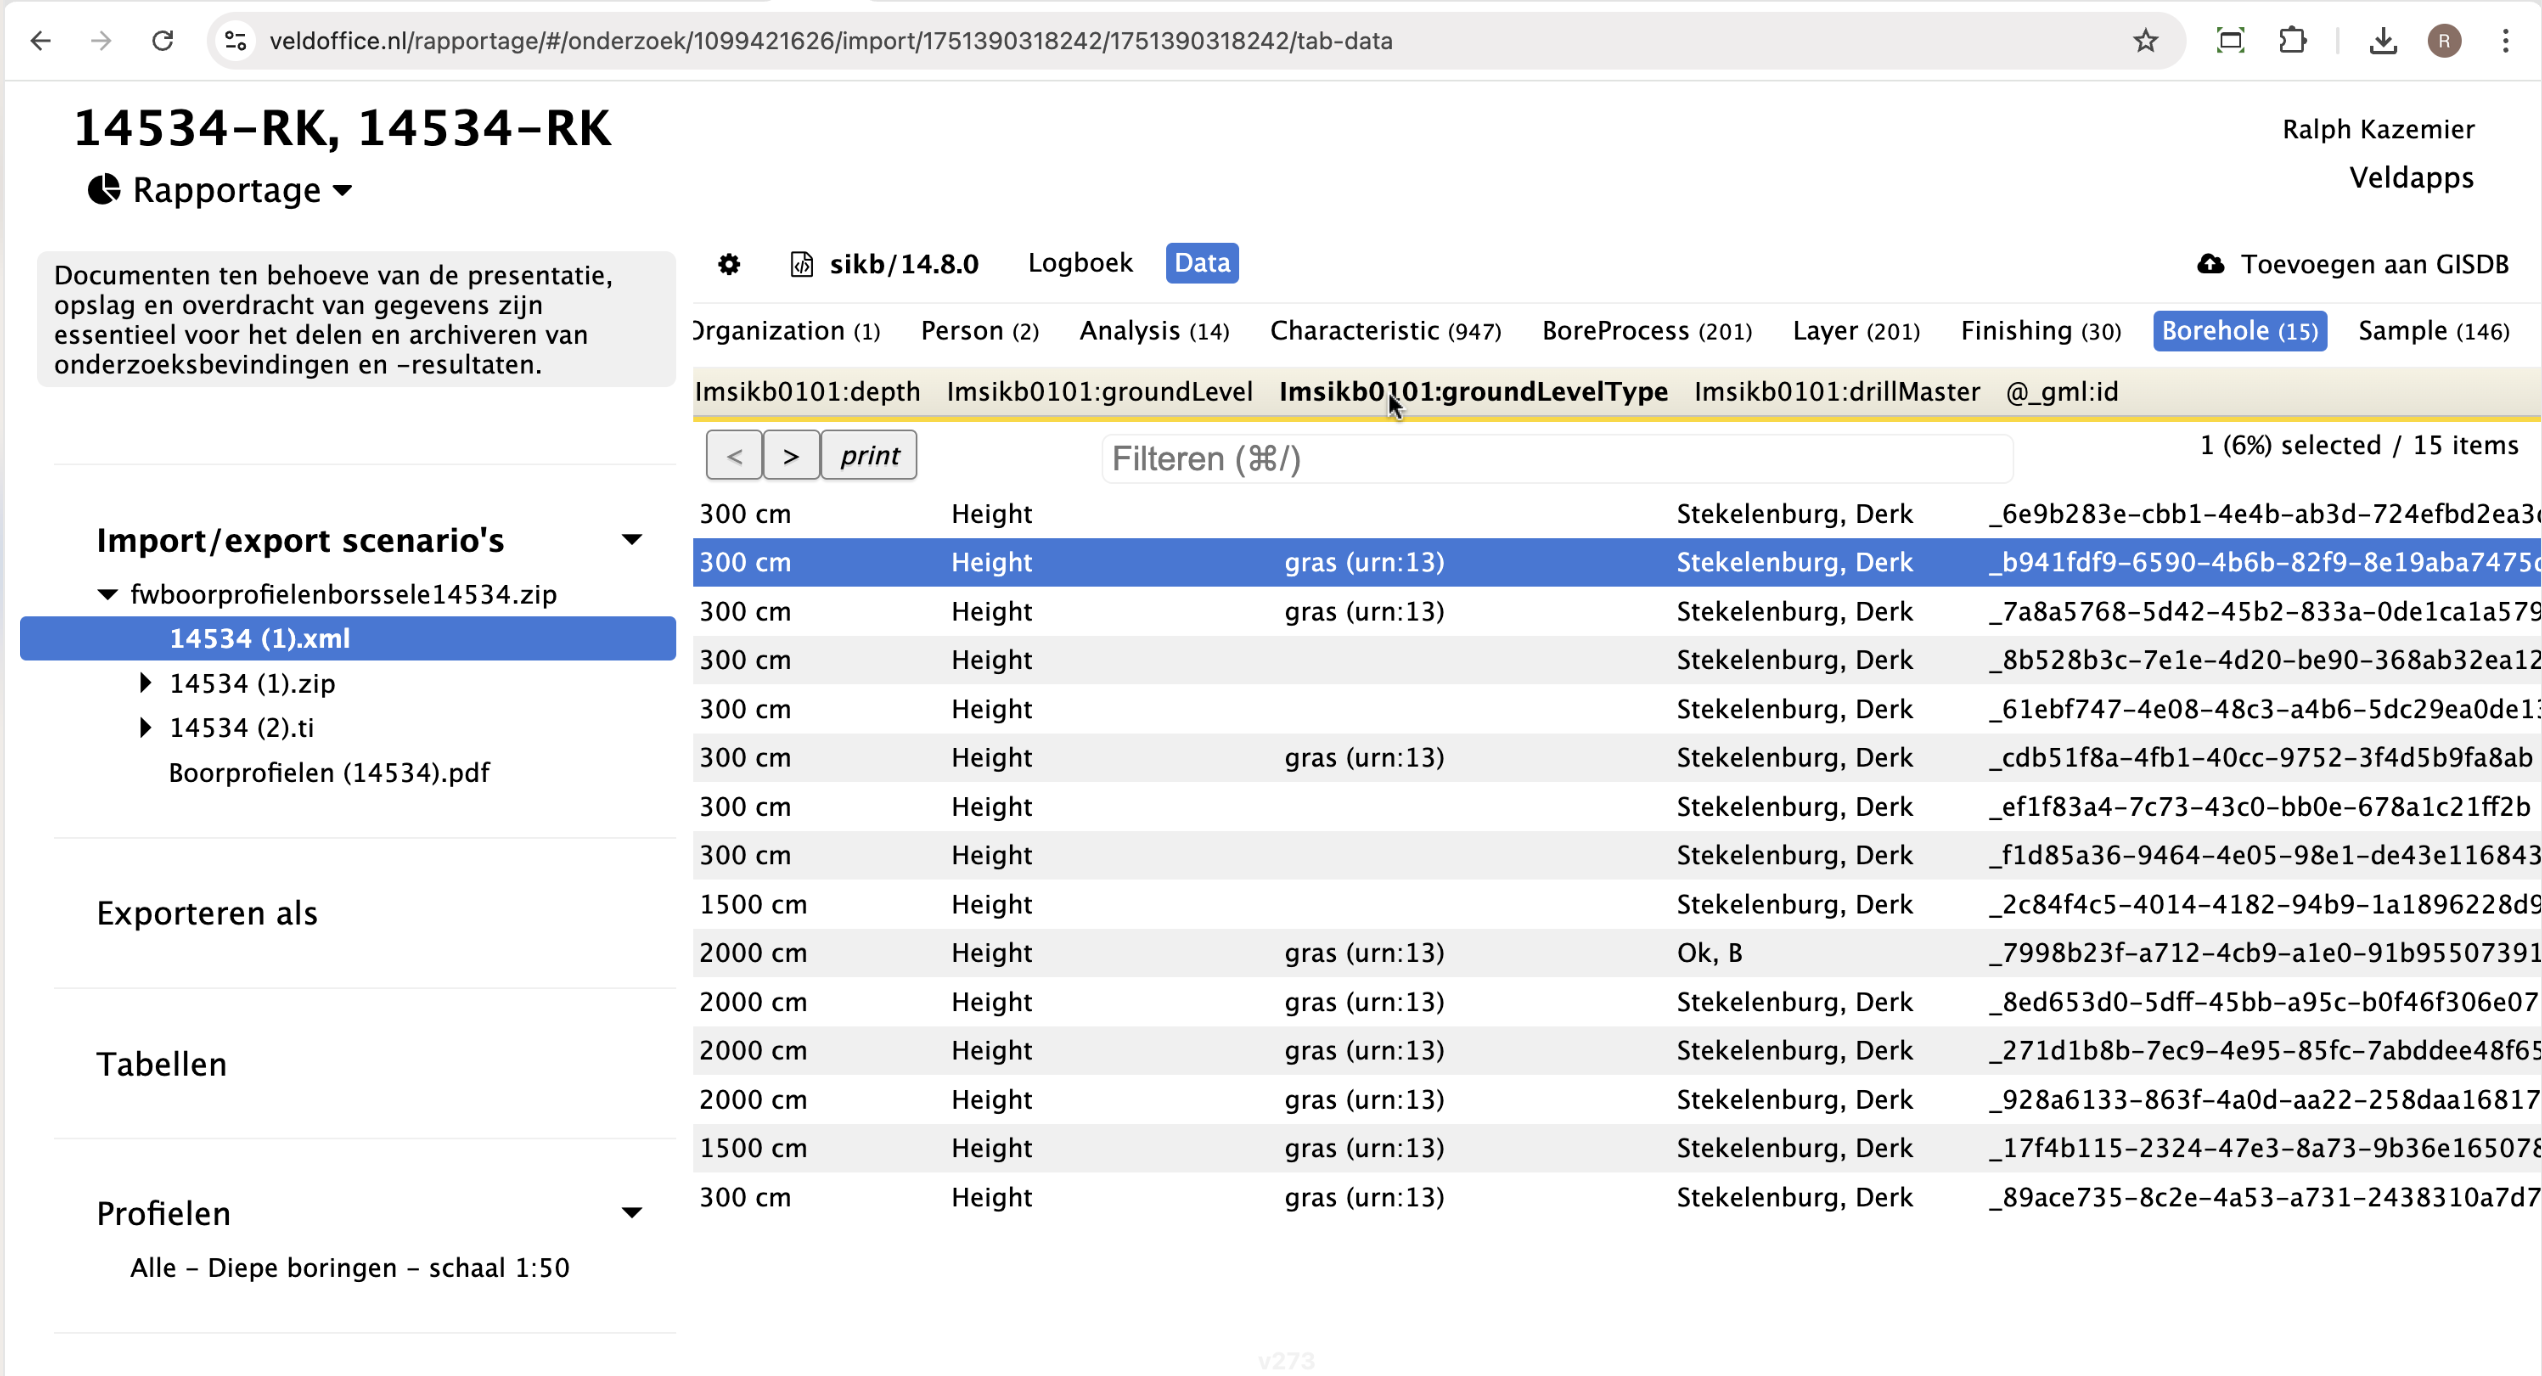 veldoffice.nl/rapportage/#/onderzoek/1099421626/import/1751390318242/1751390318242/tab-data
R
14534-RK, 14534-RK
Ralph Kazemier
Rapportage
Veldapps
Documenten ten behoeve van de presentatie,
opslag en overdracht van gegevens zijn
essentieel voor het delen en archiveren van
onderzoeksbevindingen en -resultaten.
sikb/14.8.0 Logboek Data Toevoegen aan GISDB
Organization (1) Person (2) Analysis (14) Characteristic (947) BoreProcess (201) Layer (201) Finishing (30) Borehole (15) Sample (146)
Imsikb0101:depth Imsikb0101:groundLevel Imsikb0101:groundLevelType Imsikb0101:drillMaster @_gml:id
< > print Filteren (⌘/) 1 (6%) selected / 15 items
Import/export scenario's
fwboorprofielenborssele14534.zip
14534 (1).xml
14534 (1).zip
14534 (2).ti
Boorprofielen (14534).pdf
Exporteren als
Tabellen
Profielen
Alle - Diepe boringen - schaal 1:50
300 cm Height Stekelenburg, Derk _6e9b283e-cbb1-4e4b-ab3d-724efbd2ea3
300 cm Height gras (urn:13) Stekelenburg, Derk _b941fdf9-6590-4b6b-82f9-8e19aba7475
300 cm Height gras (urn:13) Stekelenburg, Derk _7a8a5768-5d42-45b2-833a-0de1ca1a579
300 cm Height Stekelenburg, Derk _8b528b3c-7e1e-4d20-be90-368ab32ea12
300 cm Height Stekelenburg, Derk _61ebf747-4e08-48c3-a4b6-5dc29ea0de1
300 cm Height gras (urn:13) Stekelenburg, Derk _cdb51f8a-4fb1-40cc-9752-3f4d5b9fa8ab
300 cm Height Stekelenburg, Derk _ef1f83a4-7c73-43c0-bb0e-678a1c21ff2b
300 cm Height Stekelenburg, Derk _f1d85a36-9464-4e05-98e1-de43e116843
1500 cm Height Stekelenburg, Derk _2c84f4c5-4014-4182-94b9-1a1896228d9
2000 cm Height gras (urn:13) Ok, B _7998b23f-a712-4cb9-a1e0-91b95507391
2000 cm Height gras (urn:13) Stekelenburg, Derk _8ed653d0-5dff-45bb-a95c-b0f46f306e07
2000 cm Height gras (urn:13) Stekelenburg, Derk _271d1b8b-7ec9-4e95-85fc-7abddee48f65
2000 cm Height gras (urn:13) Stekelenburg, Derk _928a6133-863f-4a0d-aa22-258daa16817
1500 cm Height gras (urn:13) Stekelenburg, Derk _17f4b115-2324-47e3-8a73-9b36e165078
300 cm Height gras (urn:13) Stekelenburg, Derk _89ace735-8c2e-4a53-a731-2438310a7d7
v273